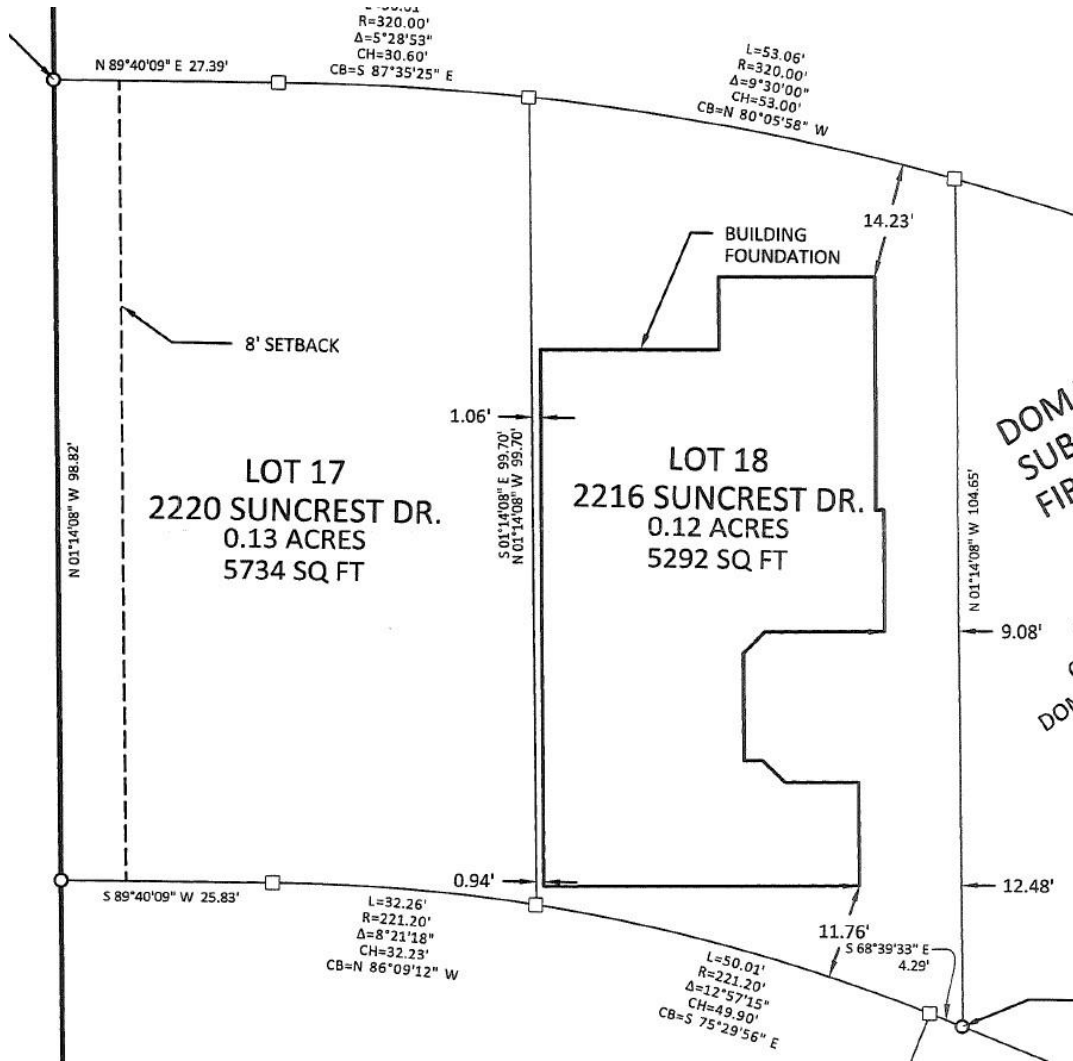 R=320.00'
Δ=5°28'53"
CH=30.60'
CB=S 87°35'25" E
N 89°40'09" E 27.39'
L=53.06'
R=320.00'
Δ=9°30'00"
CH=53.00'
CB=N 80°05'58" W
14.23'
BUILDING
FOUNDATION
8' SETBACK
1.06'
N 01°14'08" W 98.82'
S 01°14'08" E 99.70'
N 01°14'08" W 99.70'
LOT 17
2220 SUNCREST DR.
0.13 ACRES
5734 SQ FT
LOT 18
2216 SUNCREST DR.
0.12 ACRES
5292 SQ FT
N 01°14'08" W 104.65'
9.08'
0.94'
S 89°40'09" W 25.83'
L=32.26'
R=221.20'
Δ=8°21'18"
CH=32.23'
CB=N 86°09'12" W
12.48'
11.76'
S 68°39'33" E
4.29'
L=50.01'
R=221.20'
Δ=12°57'15"
CH=49.90'
CB=S 75°29'56" E